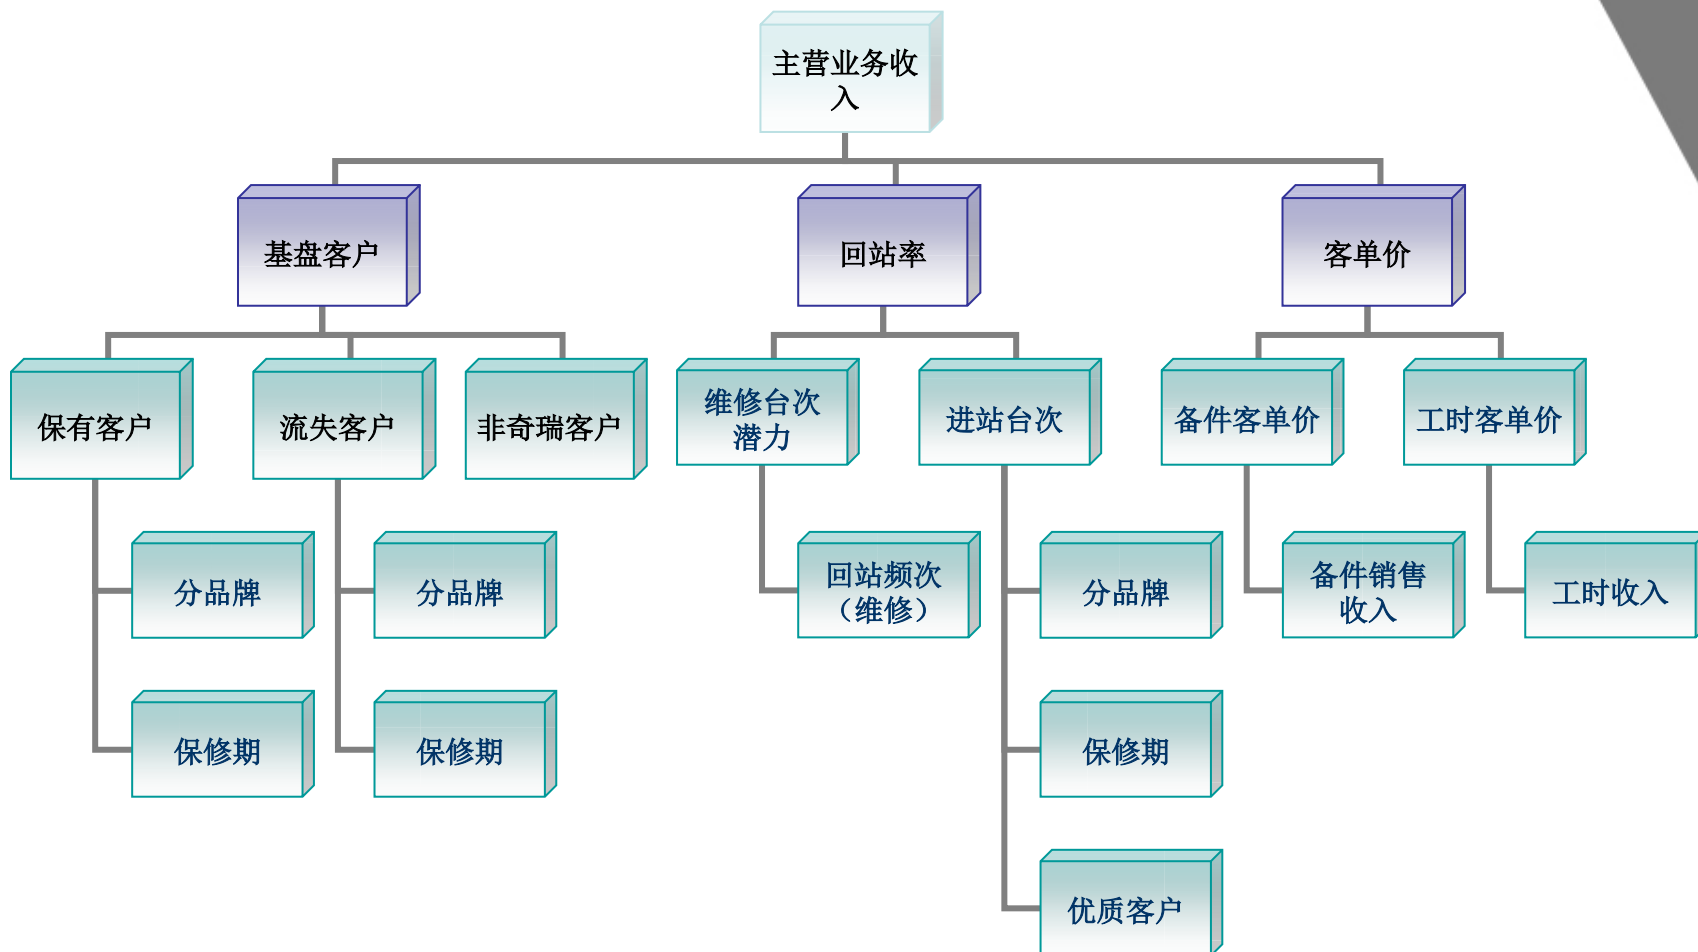 主营业务收
入
基盘客户
回站率
客单价
保有客户
流失客户
非奇瑞客户
维修台次
潜力
进站台次
备件客单价
工时客单价
分品牌
分品牌
回站频次
（维修）
分品牌
备件销售
收入
工时收入
保修期
保修期
保修期
优质客户